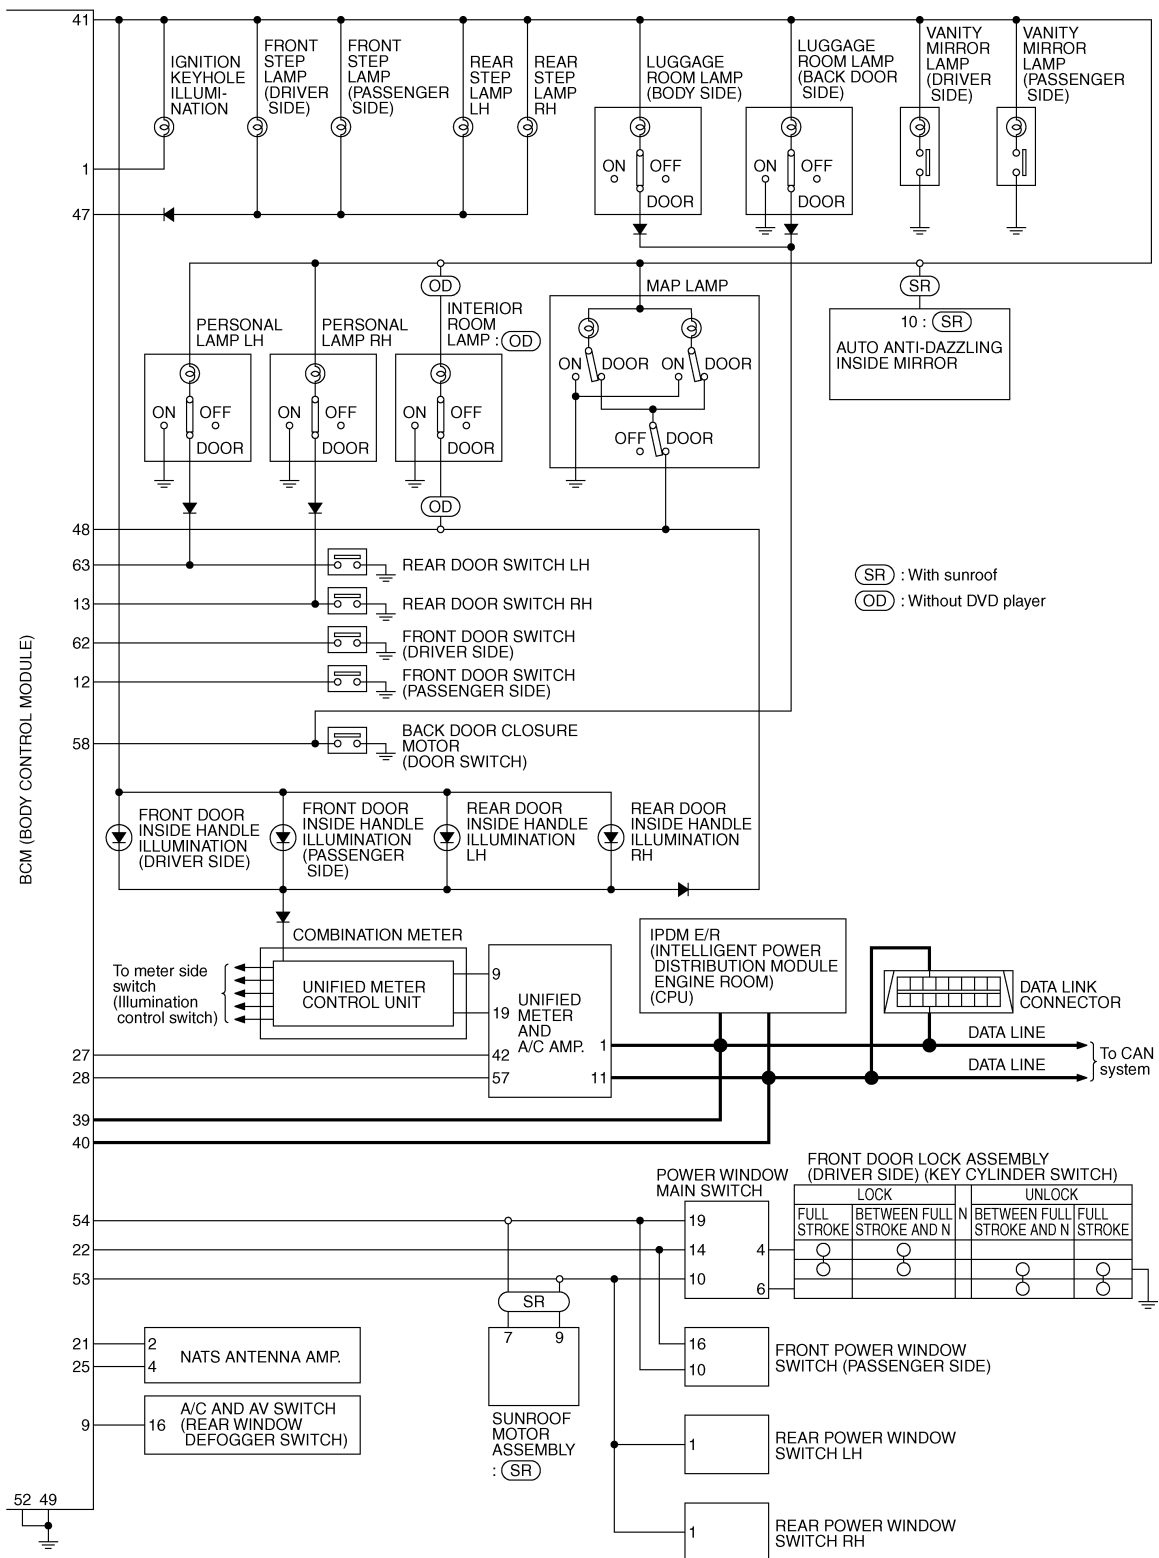 41
IGNITION
KEYHOLE
ILLUMI-
NATION
FRONT
STEP
LAMP
(DRIVER
SIDE)
FRONT
STEP
LAMP
(PASSENGER
SIDE)
REAR
STEP
LAMP
LH
REAR
STEP
LAMP
RH
LUGGAGE
ROOM LAMP
(BODY SIDE)
LUGGAGE
ROOM LAMP
(BACK DOOR
SIDE)
VANITY
MIRROR
LAMP
(DRIVER
SIDE)
VANITY
MIRROR
LAMP
(PASSENGER
SIDE)
ON OFF
DOOR
ON OFF
DOOR
1
47
OD
SR
MAP LAMP
INTERIOR
ROOM
LAMP : OD
PERSONAL
LAMP LH
PERSONAL
LAMP RH
10 : SR
AUTO ANTI-DAZZLING
INSIDE MIRROR
ON DOOR
ON DOOR
OFF DOOR
ON OFF
DOOR
ON OFF
DOOR
ON OFF
DOOR
OD
48
63
REAR DOOR SWITCH LH
13
REAR DOOR SWITCH RH
62
FRONT DOOR SWITCH
(DRIVER SIDE)
12
FRONT DOOR SWITCH
(PASSENGER SIDE)
58
BACK DOOR CLOSURE
MOTOR
(DOOR SWITCH)
SR : With sunroof
OD : Without DVD player
BCM (BODY CONTROL MODULE)
FRONT DOOR
INSIDE HANDLE
ILLUMINATION
(DRIVER SIDE)
FRONT DOOR
INSIDE HANDLE
ILLUMINATION
(PASSENGER
SIDE)
REAR DOOR
INSIDE HANDLE
ILLUMINATION
LH
REAR DOOR
INSIDE HANDLE
ILLUMINATION
RH
COMBINATION METER
To meter side
switch
(Illumination
control switch)
UNIFIED METER
CONTROL UNIT
9
19
42
57
UNIFIED
METER
AND
A/C AMP.
1
11
IPDM E/R
(INTELLIGENT POWER
DISTRIBUTION MODULE
ENGINE ROOM)
(CPU)
DATA LINK
CONNECTOR
DATA LINE
DATA LINE
To CAN
system
27
28
39
40
FRONT DOOR LOCK ASSEMBLY
(DRIVER SIDE) (KEY CYLINDER SWITCH)
POWER WINDOW
MAIN SWITCH
LOCK
N
UNLOCK
FULL
STROKE
BETWEEN FULL
STROKE AND N
BETWEEN FULL
STROKE AND N
FULL
STROKE
54
19
22
14
4
53
10
6
SR
7 9
SUNROOF
MOTOR
ASSEMBLY
: SR
16
10
FRONT POWER WINDOW
SWITCH (PASSENGER SIDE)
21
2
25
4
NATS ANTENNA AMP.
9
16
A/C AND AV SWITCH
(REAR WINDOW
DEFOGGER SWITCH)
1
REAR POWER WINDOW
SWITCH LH
1
REAR POWER WINDOW
SWITCH RH
52 49